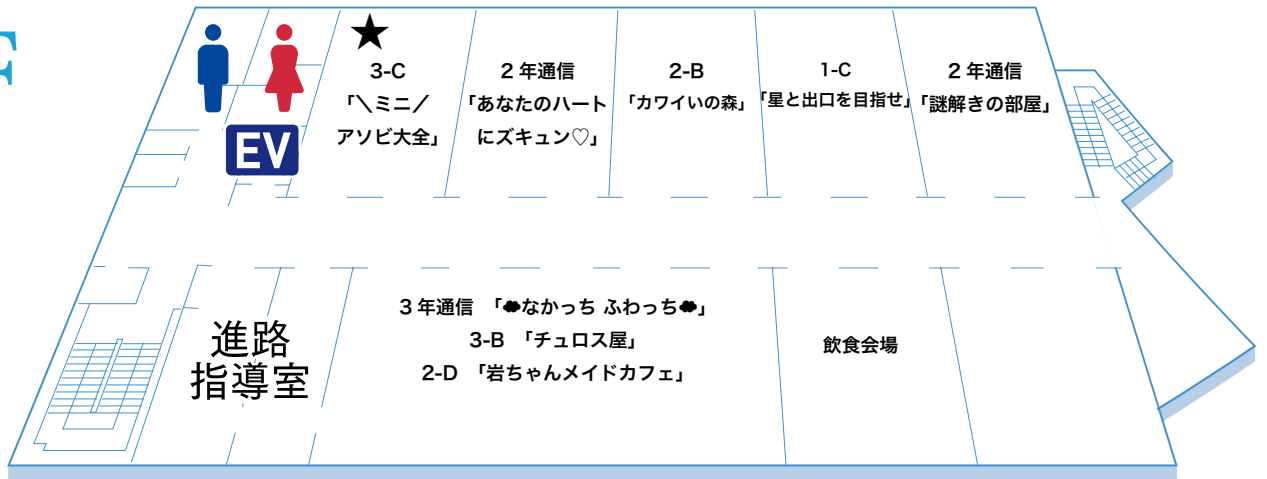 ★
3-C
「＼ミニ／
アソビ大全」
2 年通信
「あなたのハート
にズキュン♡」
2-B
「カワイいの森」
1-C
「星と出口を目指せ」
2 年通信
「謎解きの部屋」
EV
進路
指導室
3 年通信 「なかっち ふわっち」
3-B 「チュロス屋」
2-D 「岩ちゃんメイドカフェ」
飲食会場